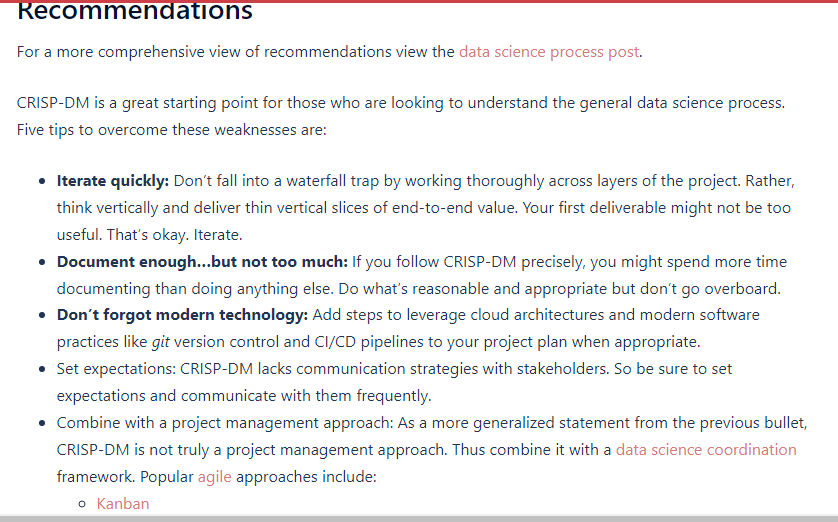 Recommendations
For a more comprehensive view of recommendations view the data science process post.
CRISP-DM is a great starting point for those who are looking to understand the general data science process.
Five tips to overcome these weaknesses are:
Iterate quickly: Don't fall into a waterfall trap by working thoroughly across layers of the project. Rather,
think vertically and deliver thin vertical slices of end-to-end value. Your first deliverable might not be too
useful. That's okay. Iterate.
Document enough…but not too much: If you follow CRISP-DM precisely, you might spend more time
documenting than doing anything else. Do what's reasonable and appropriate but don't go overboard.
Don't forgot modern technology: Add steps to leverage cloud architectures and modern software
practices like git version control and CI/CD pipelines to your project plan when appropriate.
Set expectations: CRISP-DM lacks communication strategies with stakeholders. So be sure to set
expectations and communicate with them frequently.
Combine with a project management approach: As a more generalized statement from the previous bullet,
CRISP-DM is not truly a project management approach. Thus combine it with a data science coordination
framework. Popular agile approaches include:
Kanban